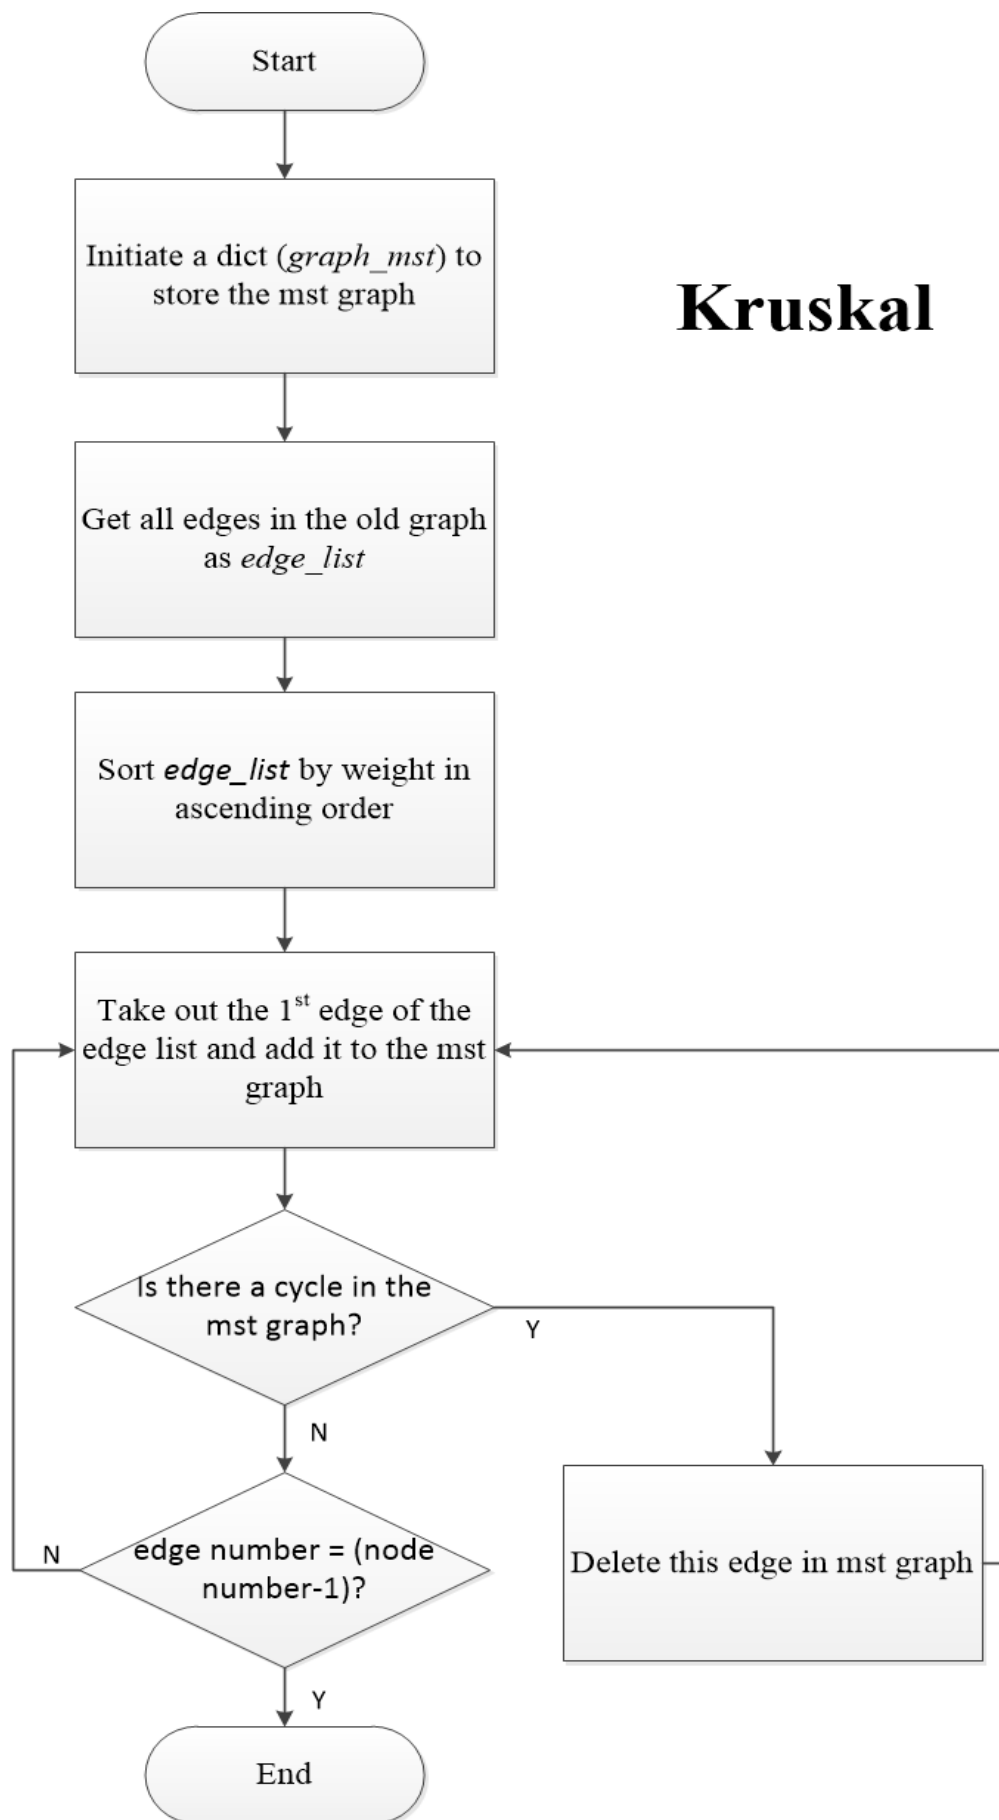 Start
Initiate a dict (graph_mst) to
store the mst graph
Kruskal
Get all edges in the old graph
as edge_list
Sort edge_list by weight in
ascending order
Take out the 1st edge of the
edge list and add it to the mst
graph
Is there a cycle in the
mst graph?
Y
N
edge number = (node
number-1)?
N
Delete this edge in mst graph
Y
End